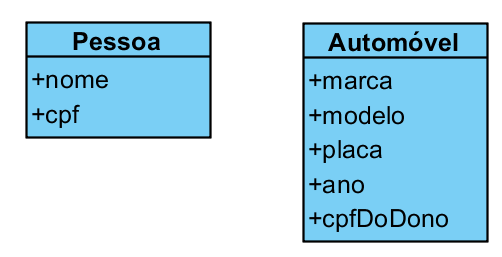 Pessoa
+nome
+cpf
Automóvel
+marca
+modelo
+placa
+ano
+cpfDoDono